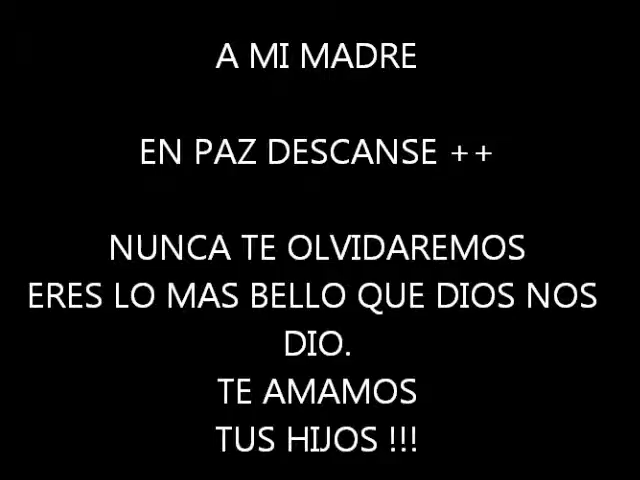 A MI MADRE
EN PAZ DESCANSE ++
NUNCA TE OLVIDAREMOS
ERES LO MAS BELLO QUE DIOS NOS
DIO.
TE AMAMOS
TUS HIJOS !!!